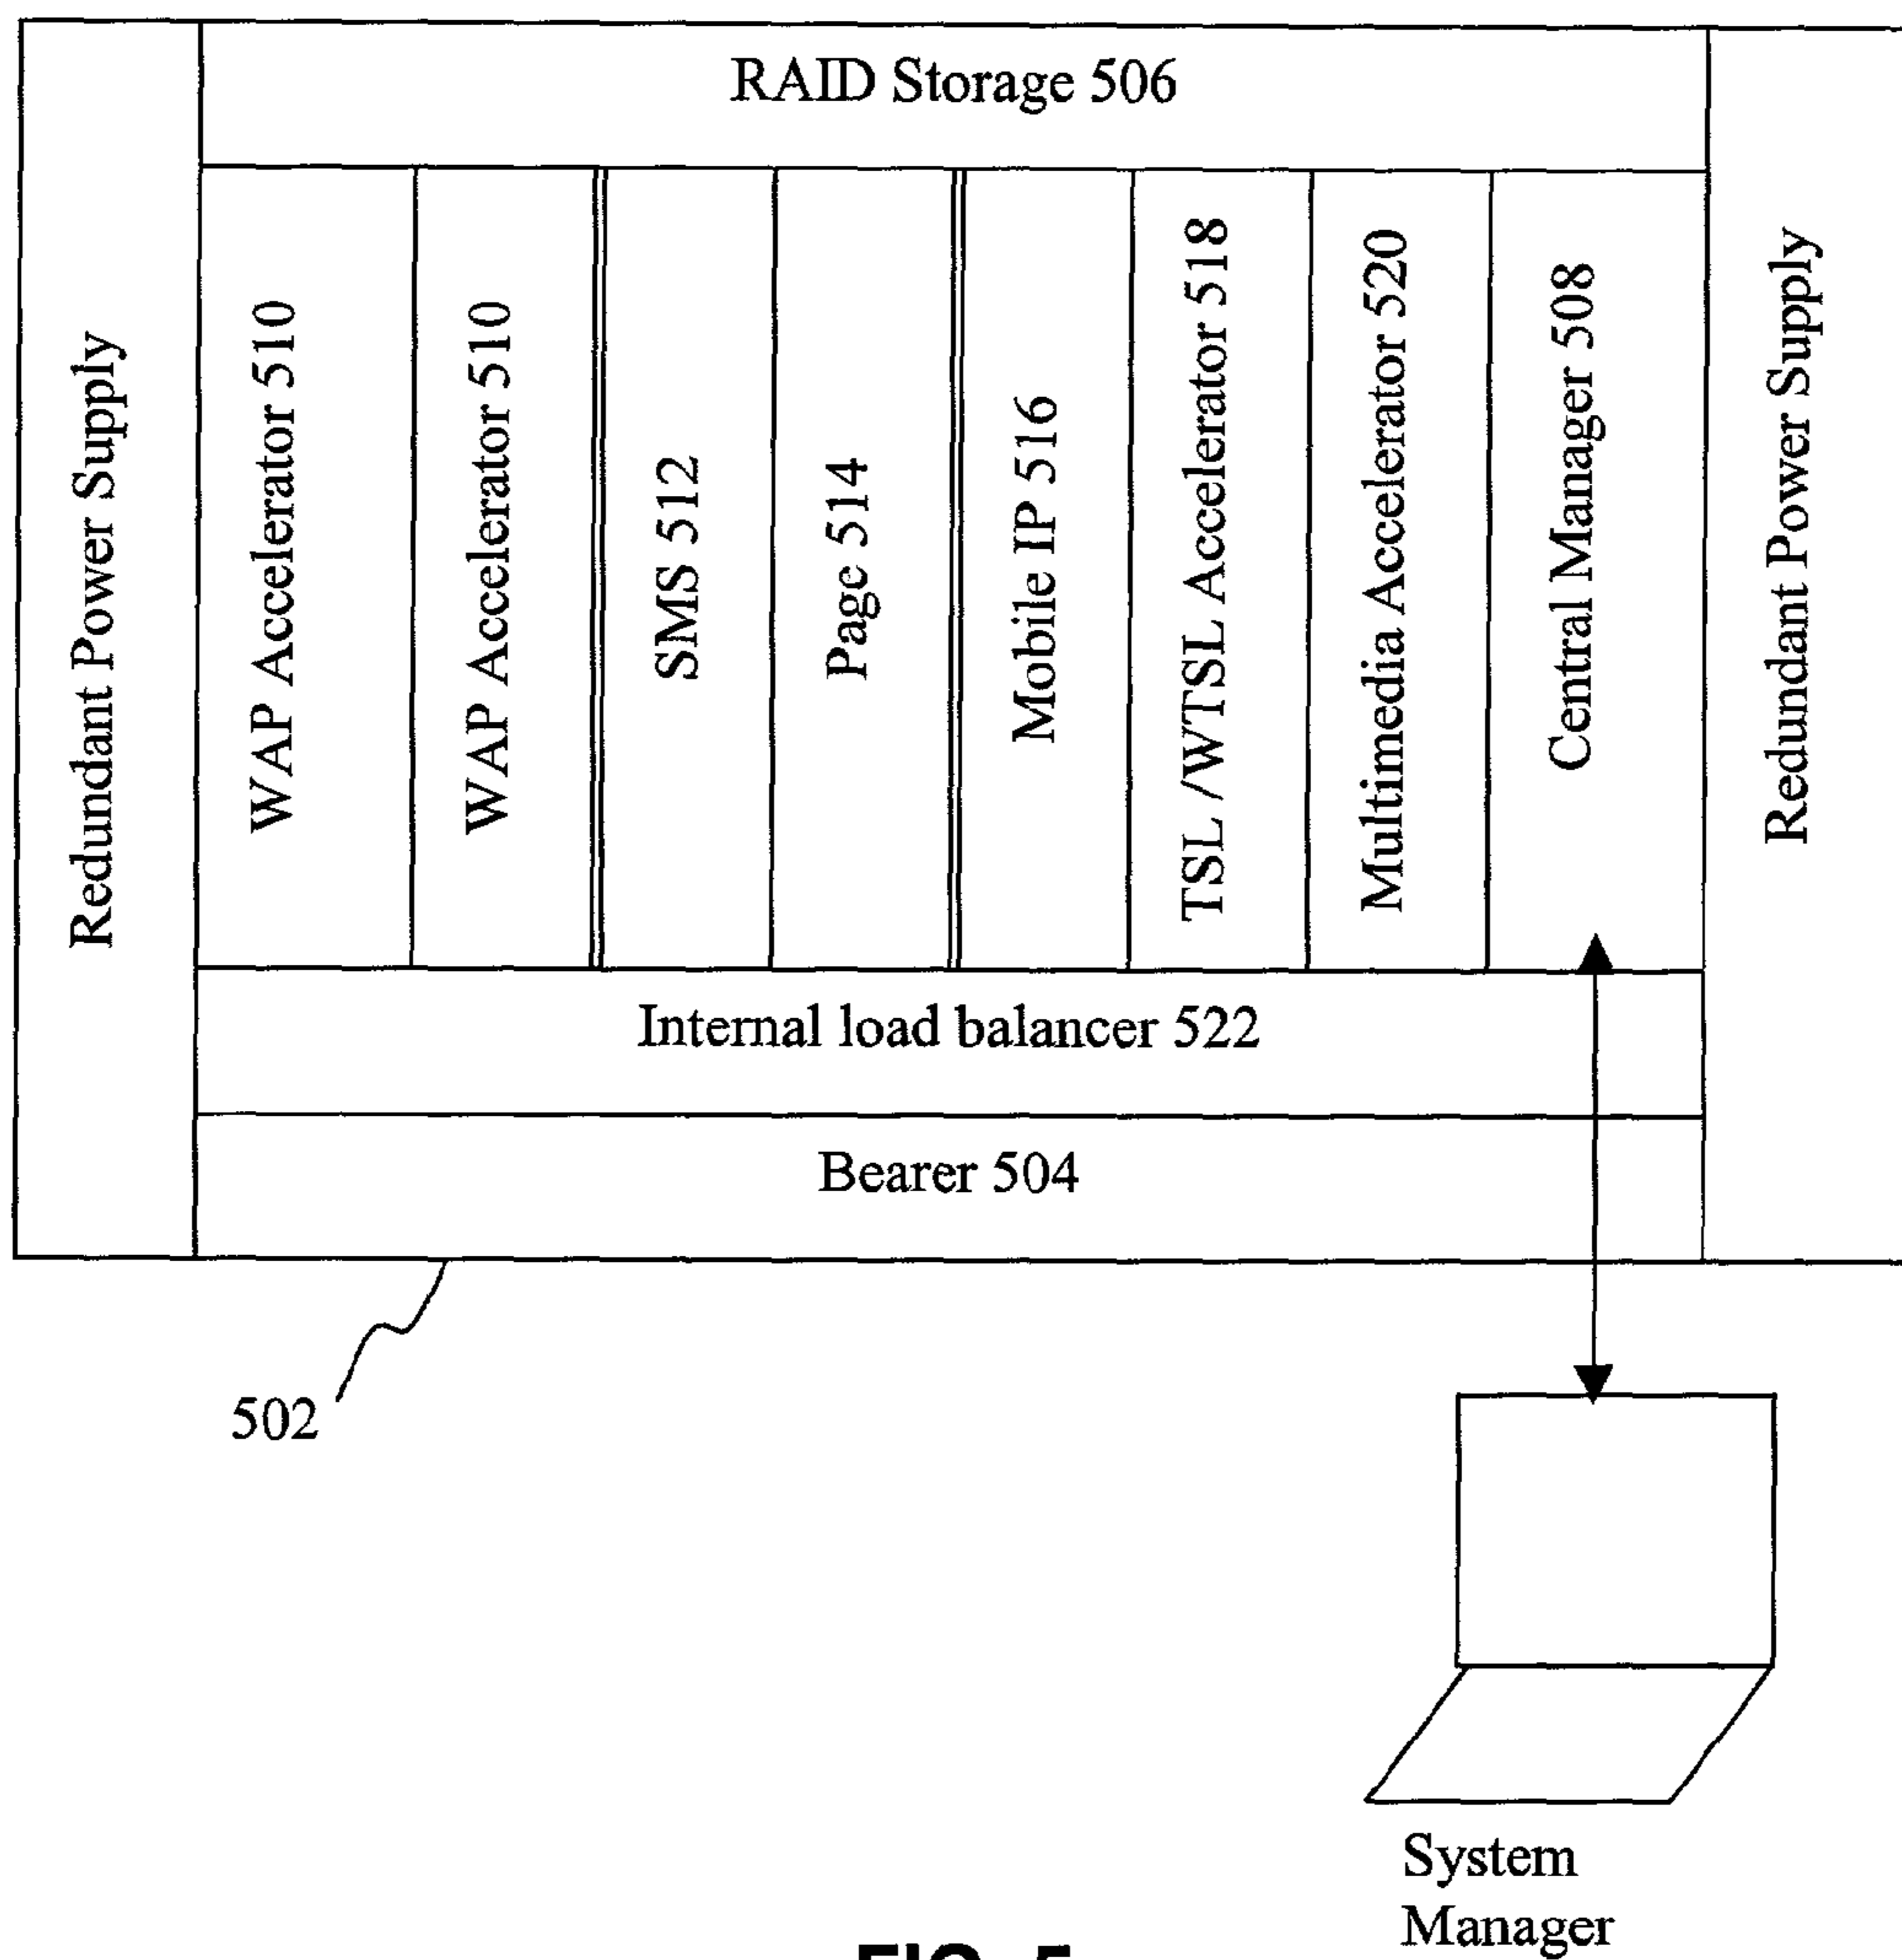 RAID Storage 506
Redundant Power Supply
WAP Accelerator 510
WAP Accelerator 510
SMS 512
Page 514
Mobile IP 516
TSL /WTSL Accelerator 518
Multimedia Accelerator 520
Central Manager 508
Redundant Power Supply
Internal load balancer 522
Bearer 504
502
System
Manager
FIG. 5